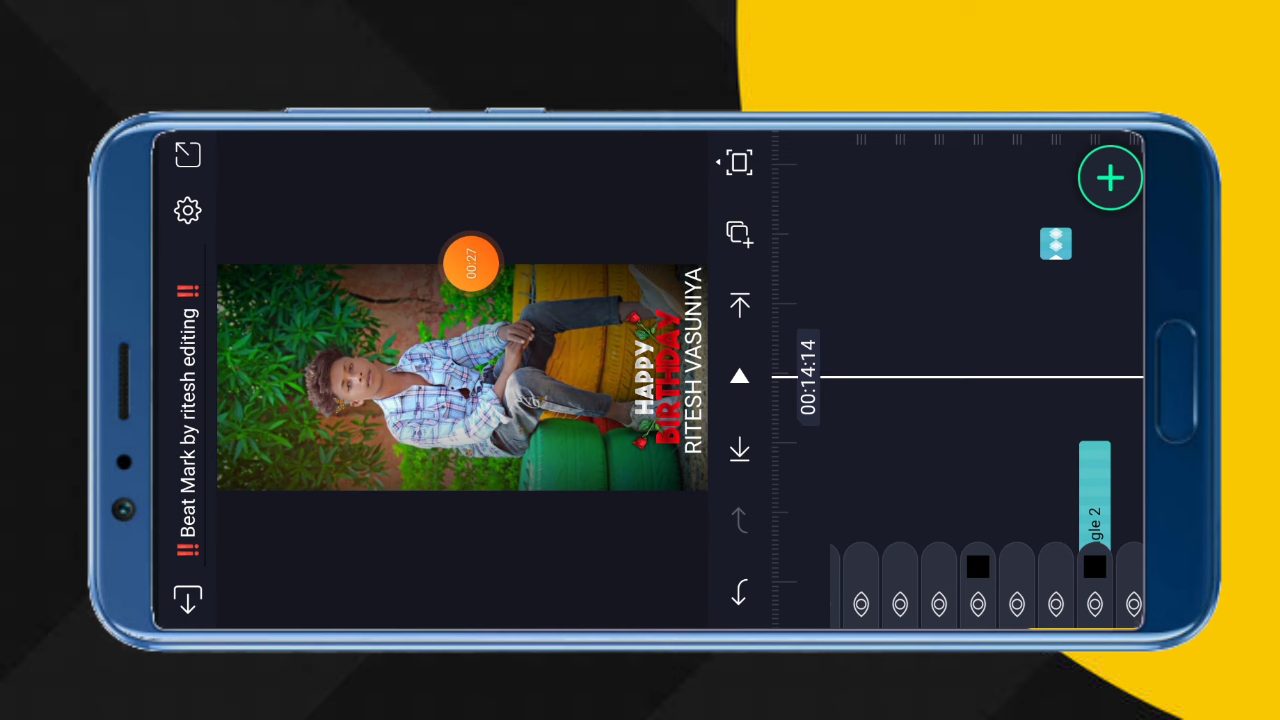 ‼ Beat Mark by ritesh editing ‼
00:27
HAPPY
BIRTHDAY
RITESH VASUNIYA
00:14:14
gle 2